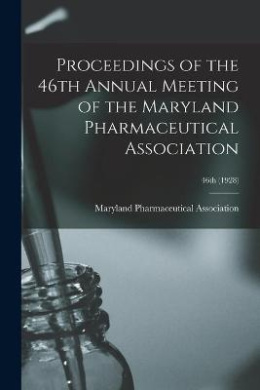 Proceedings of the
46th Annual Meeting
of the Maryland
Pharmaceutical
Association
46th (1928)
Maryland Pharmaceutical Association